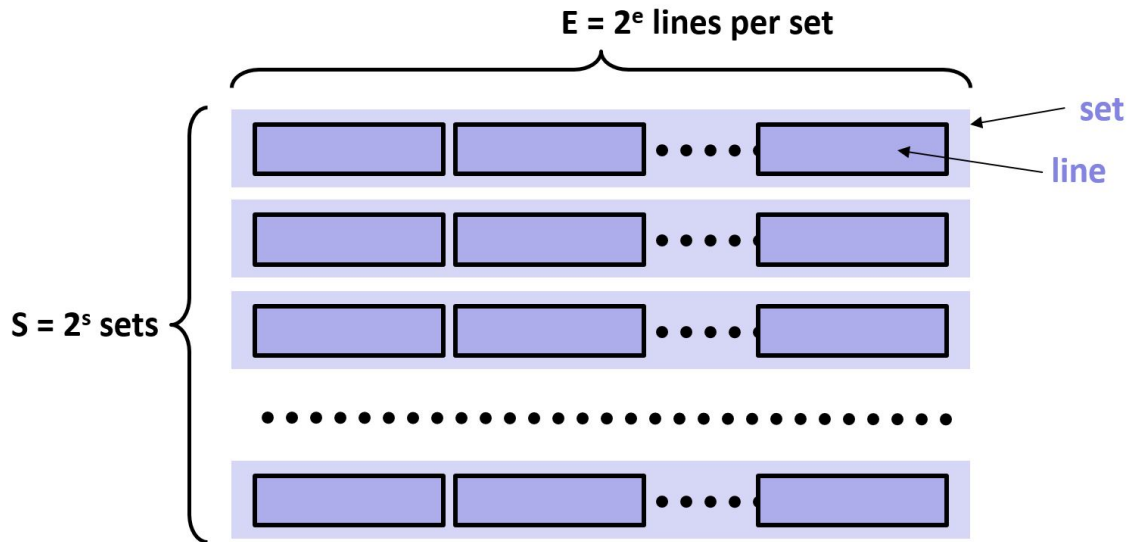 E = 2ᵉ lines per set
set
line
S = 2ˢ sets